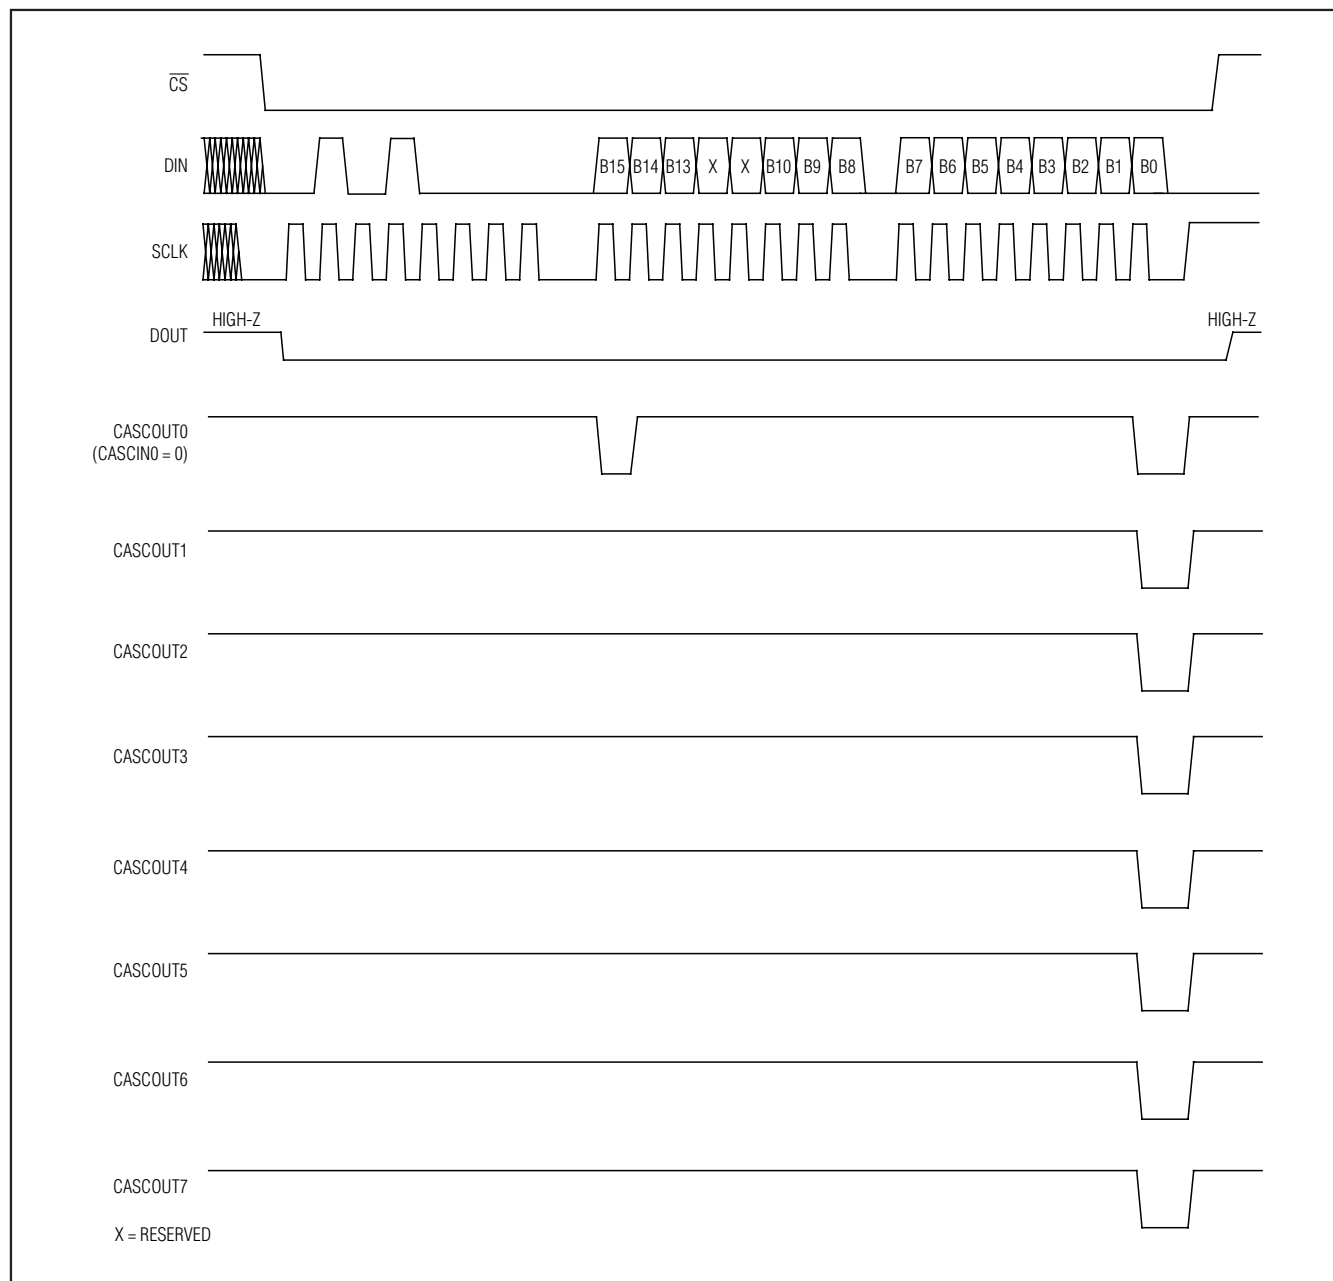 CS
DIN
B15 B14 B13 X X B10 B9 B8 B7 B6 B5 B4 B3 B2 B1 B0
SCLK
HIGH-Z
HIGH-Z
DOUT
CASCOUT0
(CASCIN0 = 0)
CASCOUT1
CASCOUT2
CASCOUT3
CASCOUT4
CASCOUT5
CASCOUT6
CASCOUT7
X = RESERVED